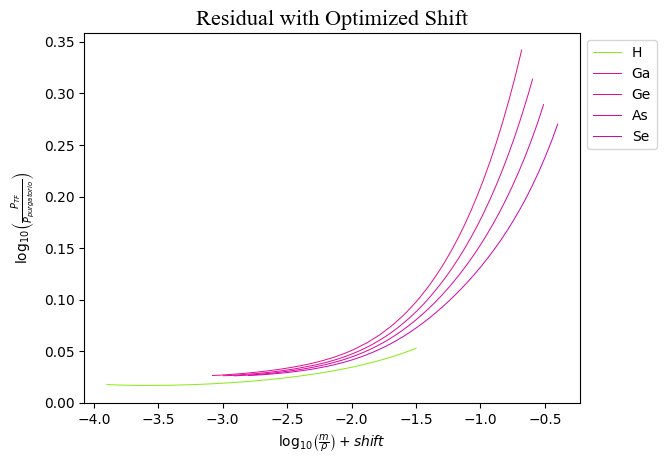 Residual with Optimized Shift
0.35
0.30
0.25
0.20
0.15
0.10
0.05
0.00
−4.0 −3.5 −3.0 −2.5 −2.0 −1.5 −1.0 −0.5
log10(m/ρ) + shift
log10(P_TF/P_purgatorio)
H
Ga
Ge
As
Se